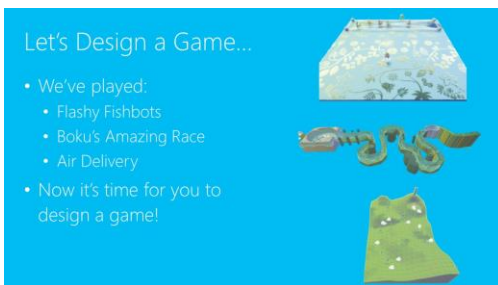 Let's Design a Game...
• We've played:
• Flashy Fishbots
• Boku's Amazing Race
• Air Delivery
• Now it's time for you to
design a game!